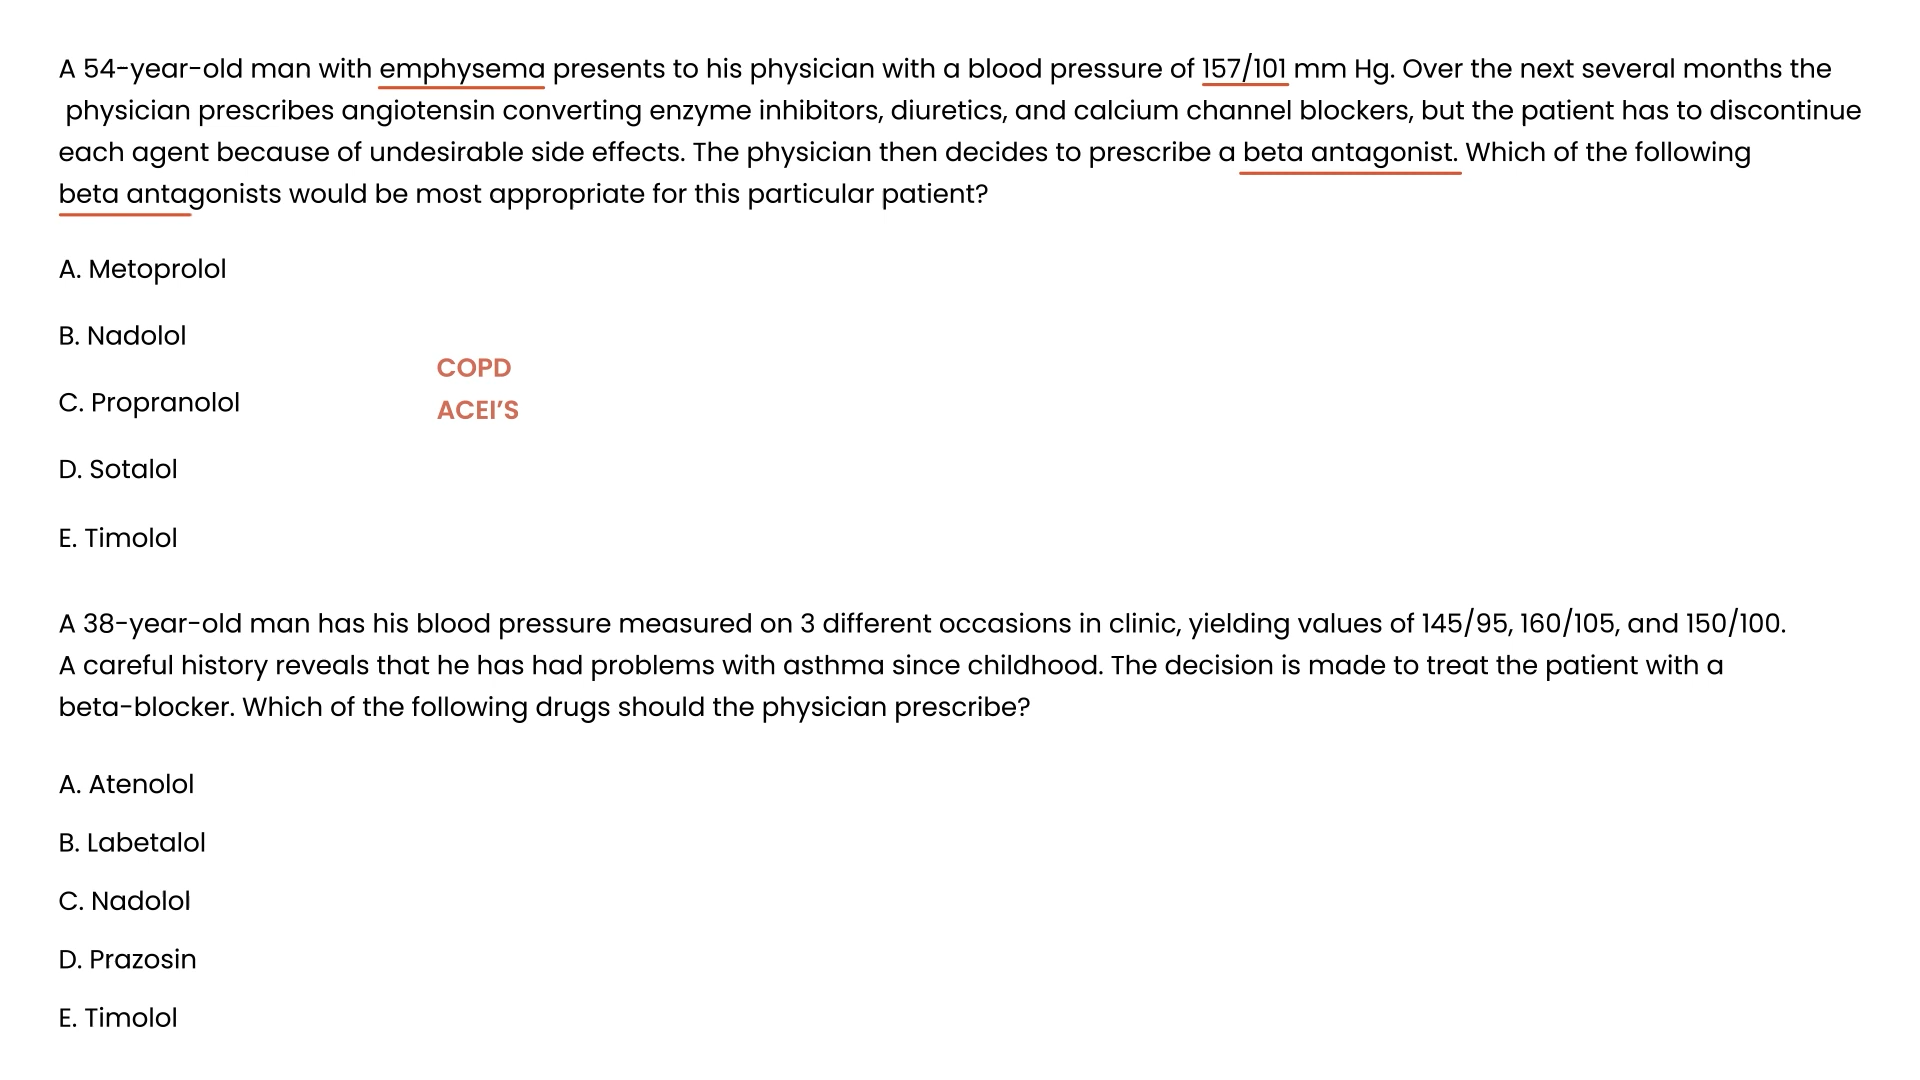 A 54-year-old man with emphysema presents to his physician with a blood pressure of 157/101 mm Hg. Over the next several months the
physician prescribes angiotensin converting enzyme inhibitors, diuretics, and calcium channel blockers, but the patient has to discontinue
each agent because of undesirable side effects. The physician then decides to prescribe a beta antagonist. Which of the following
beta antagonists would be most appropriate for this particular patient?
A. Metoprolol
B. Nadolol
COPD
C. Propranolol
ACEI’S
D. Sotalol
E. Timolol
A 38-year-old man has his blood pressure measured on 3 different occasions in clinic, yielding values of 145/95, 160/105, and 150/100.
A careful history reveals that he has had problems with asthma since childhood. The decision is made to treat the patient with a
beta-blocker. Which of the following drugs should the physician prescribe?
A. Atenolol
B. Labetalol
C. Nadolol
D. Prazosin
E. Timolol